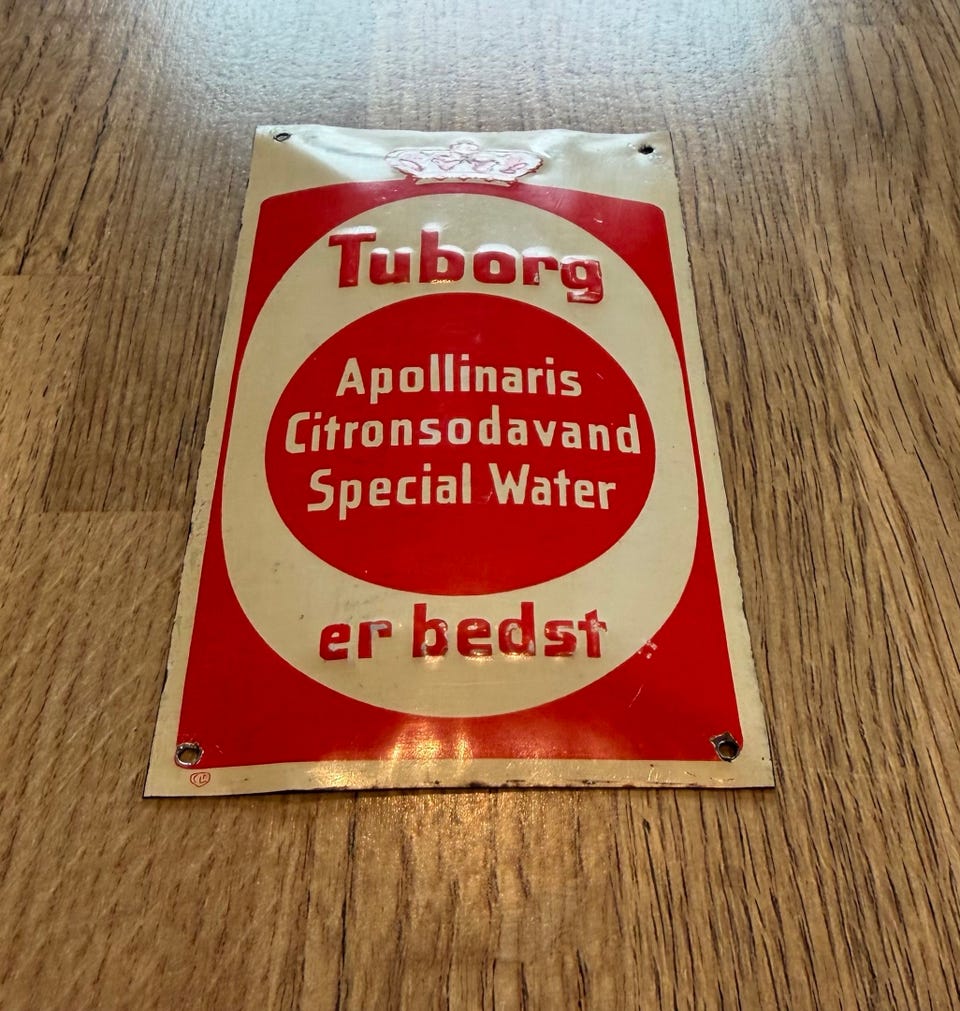 Tuborg
Apollinaris
Citronsodavand
Special Water
er bedst